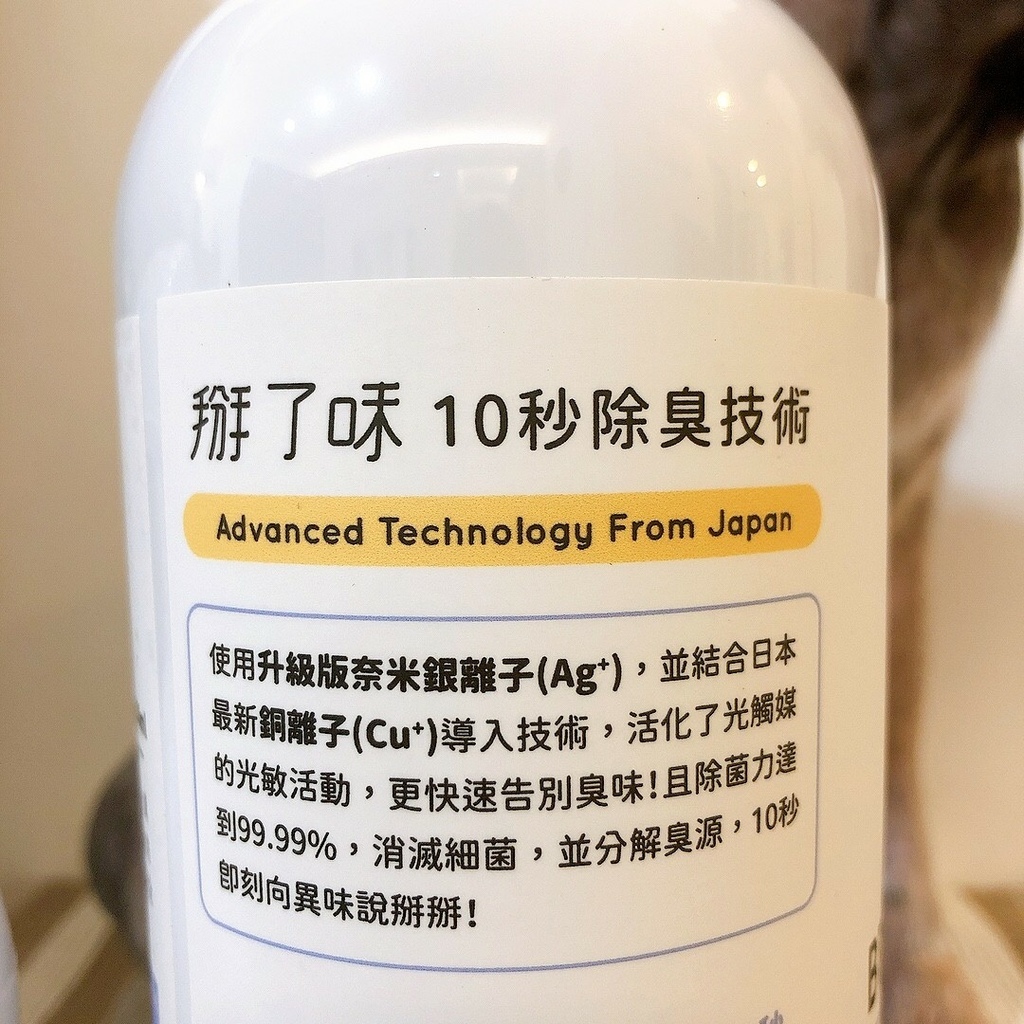 掰了味 10秒除臭技術
Advanced Technology From Japan
使用升級版奈米銀離子(Ag⁺)，並結合日本
最新銅離子(Cu⁺)導入技術，活化了光觸媒
的光敏活動，更快速告別臭味!且除菌力達
到99.99%，消滅細菌，並分解臭源，10秒
即刻向異味說掰掰!